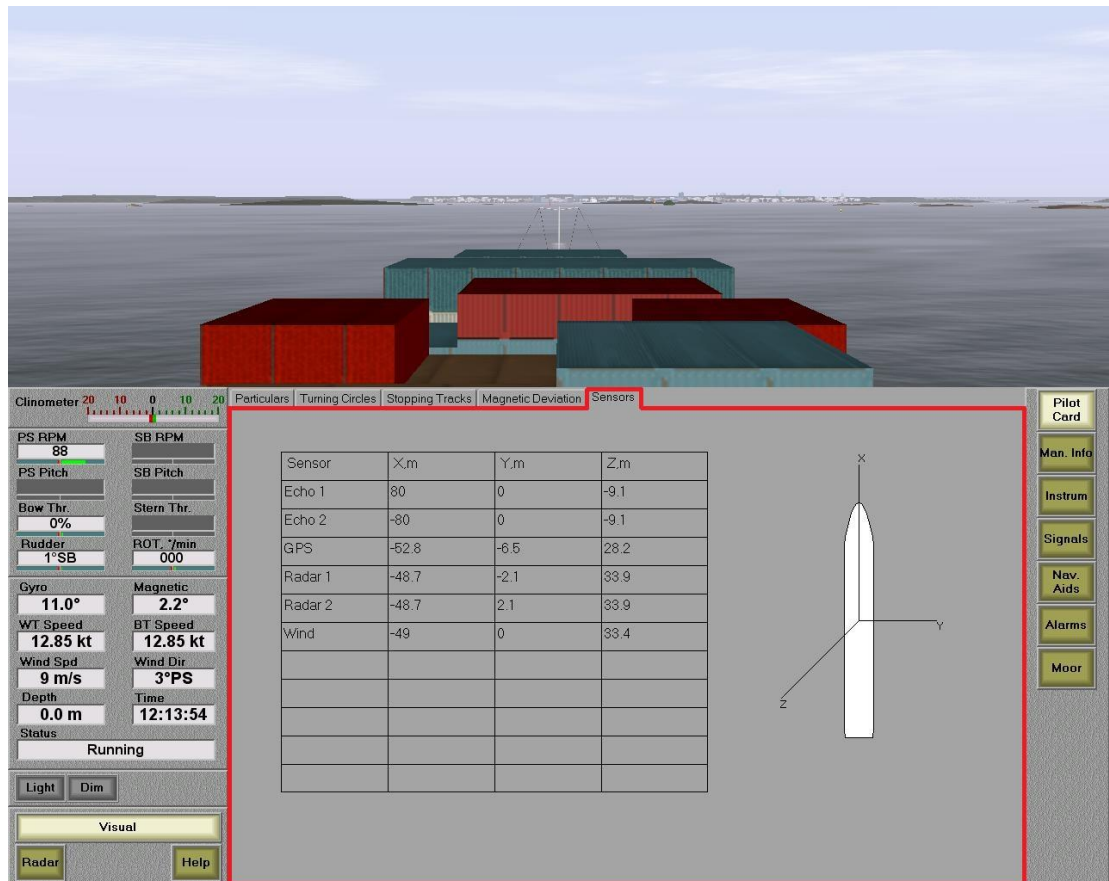 Clinometer 20 10 0 10 20
Particulars Turning Circles Stopping Tracks Magnetic Deviation Sensors
PS RPM SB RPM
88
PS Pitch SB Pitch
Bow Thr. Stern Thr.
0%
Rudder ROT, °/min
1°SB 000
Gyro Magnetic
11.0° 2.2°
WT Speed BT Speed
12.85 kt 12.85 kt
Wind Spd Wind Dir
9 m/s 3°PS
Depth Time
0.0 m 12:13:54
Status
Running
Light Dim
Visual
Radar Help
Sensor X,m Y,m Z,m
Echo 1 80 0 -9.1
Echo 2 -80 0 -9.1
GPS -52.8 -6.5 28.2
Radar 1 -48.7 -2.1 33.9
Radar 2 -48.7 2.1 33.9
Wind -49 0 33.4
X
Y
Z
Pilot
Card
Man. Info
Instrum
Signals
Nav.
Aids
Alarms
Moor